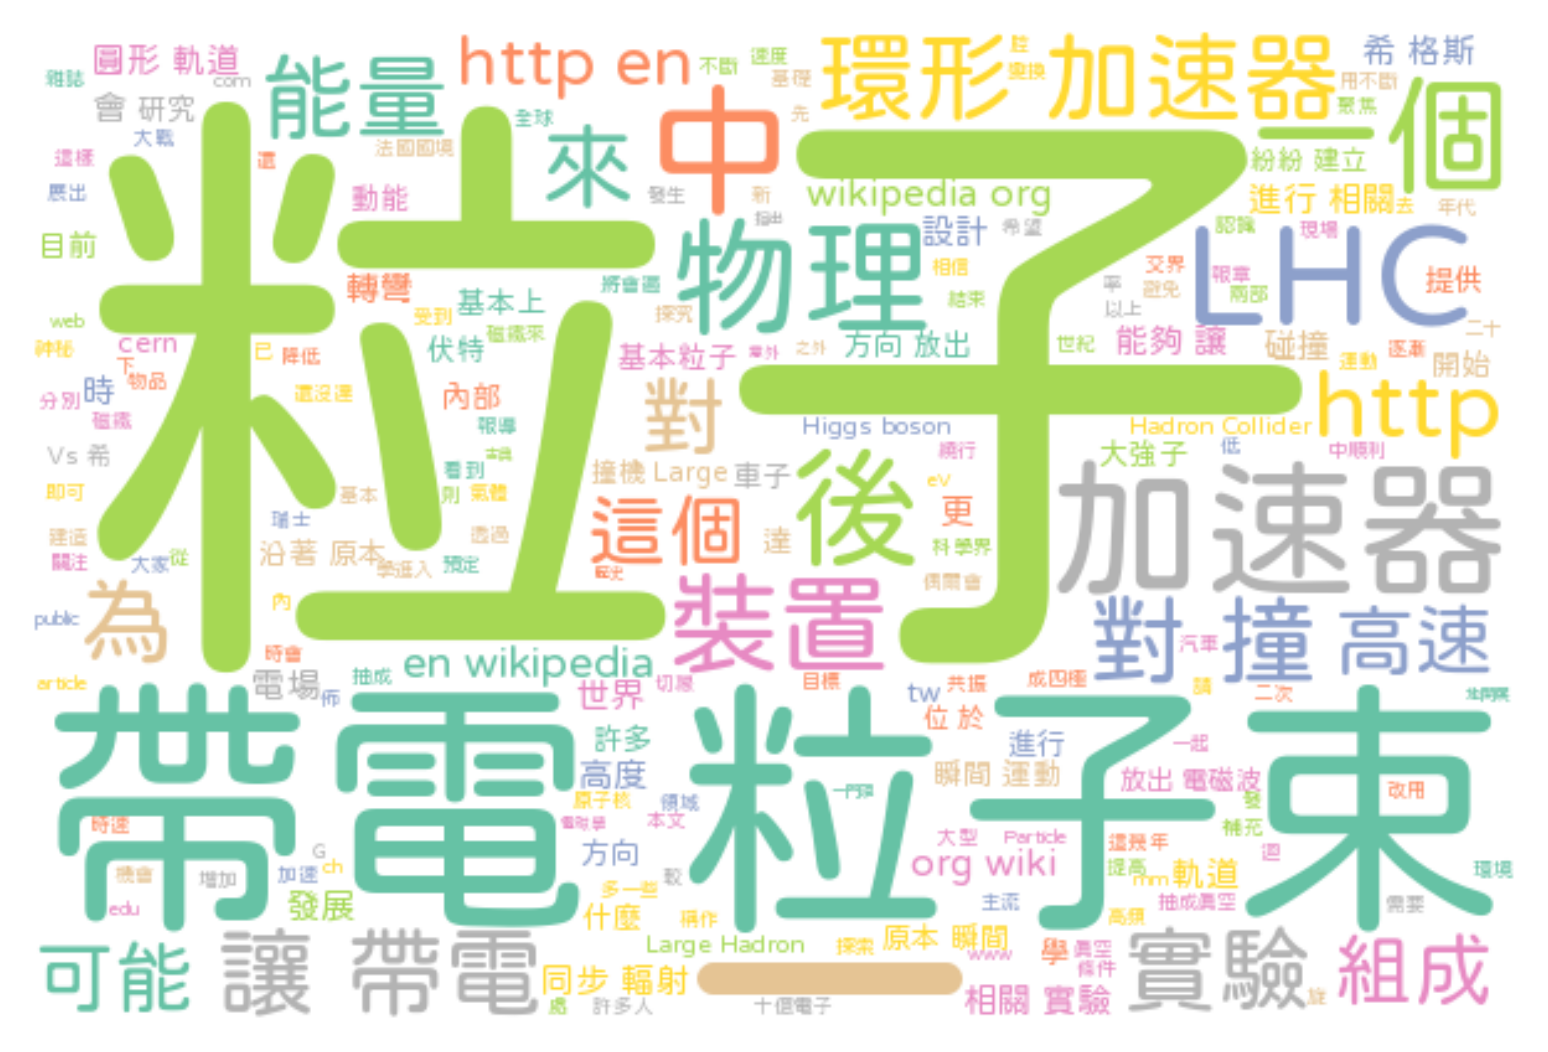 圓形 軌道
能量
http en
不斷
速度
環形 加速器
腔
變換
希 格斯
雜誌
com
基礎
用不斷
會 研究
全球
先
聚焦
一個
大戰
法國國境
來
中
紛紛 建立
這樣
還
粒子
展出
動能
發生
新
wikipedia org
進行 相關
去
年代
指出
目前
物理
設計
希望
認識
現場
LHC
轉彎
將會遇
相信
交界
報章
提供
基本上
結束
避免
兩部
受到
磁鐵來
探究
以上
web
二十
神秘
cern
已
降低
伏特
基本粒子
意外
之外
方向 放出
世紀
能夠 讓
碰撞
運動
逐漸
開始
下
物品
分別
時
還沒達
內部
對
http
磁鐵
報導
Higgs boson
Hadron Collider
Vs 希
繞行
大強子
低
中順利
看到
撞機
Large
車子
後
eV
加速器
即可
基本
則
氣體
瑞士
這個
更
建造
透過
達
科學界
關注
大家
從
沿著 原本
學進入
預定
歷史
偶爾會
為
內
裝置
對 撞
高速
public
汽車
時會
en wikipedia
article
電場
佈
抽成
世界
切線
目標
tw
共振
成四極
請
二次
帶電粒子束
許多
位 於
進行
一起
高度
瞬間 運動
放出 電磁波
原子核
領域
改用
發
時速
電磁學
本文
大型
Particle
這幾年
補充
G
方向
org wiki
迴
機會
增加
加速
ch
較
提高
mm
軌道
環境
edu
發展
多一些
什麼
稱作
主流
高頻
抽成真空
需要
可能
讓 帶電
Large Hadron
探索
原本 瞬間
www
學
真空
條件
實驗
組成
同步 輻射
一
處
許多人
十億電子
相關 實驗
旋